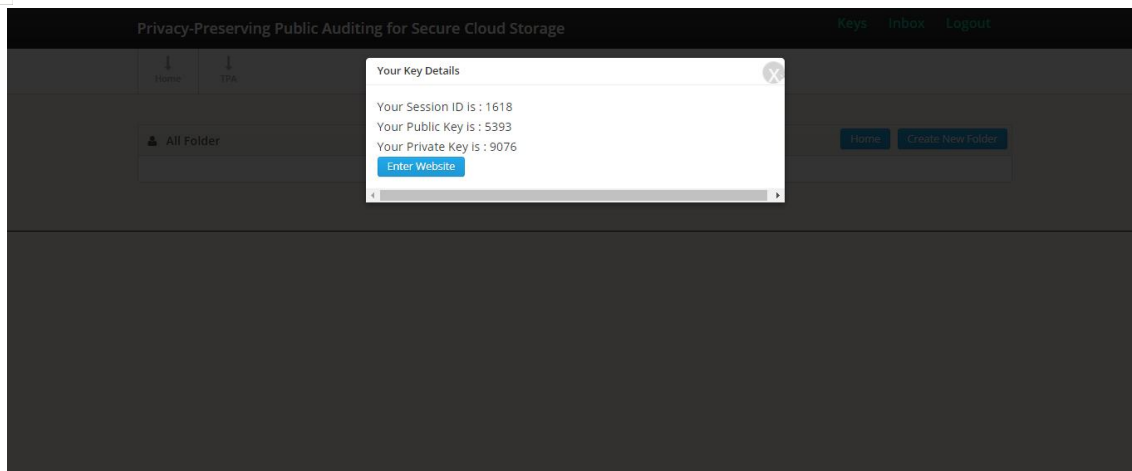 Privacy-Preserving Public Auditing for Secure Cloud Storage
Keys Inbox Logout
Home TPA
Your Key Details
X
Your Session ID is : 1618
Your Public Key is : 5393
Your Private Key is : 9076
Enter Website
All Folder
Home Create New Folder